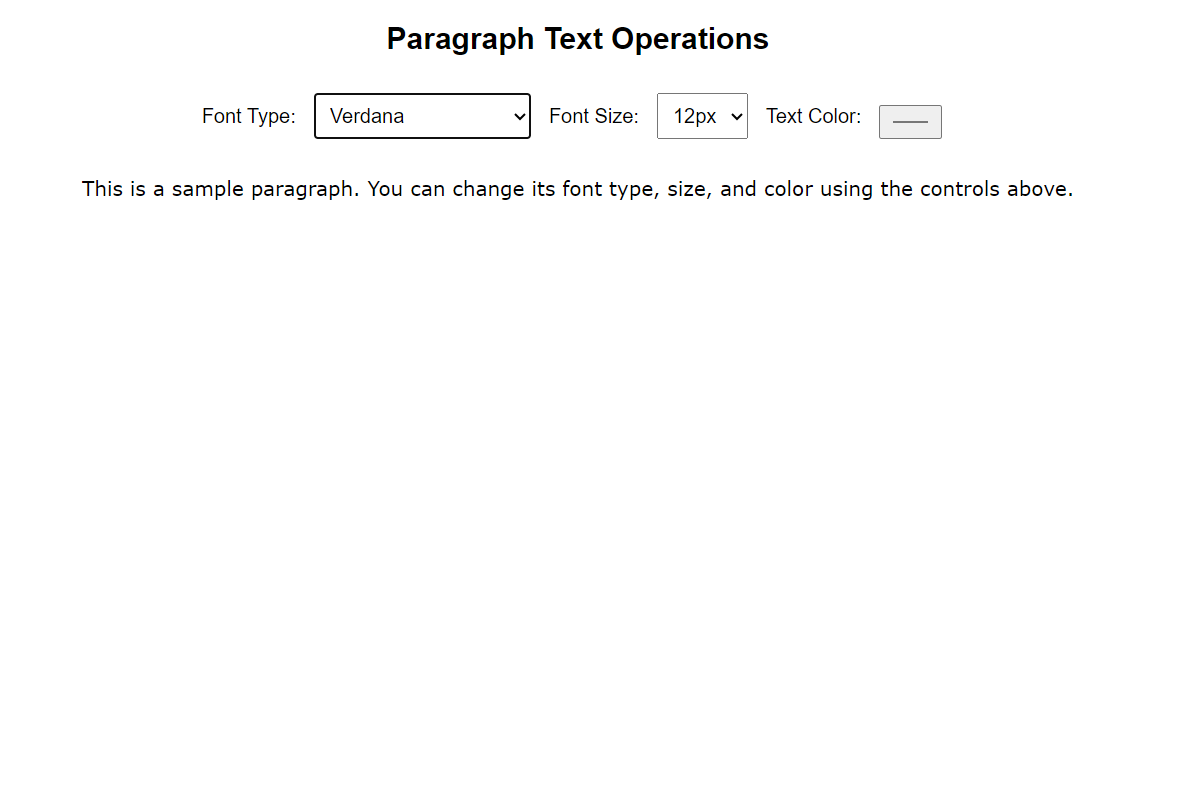 Paragraph Text Operations
Font Type: Verdana Font Size: 12px Text Color:
This is a sample paragraph. You can change its font type, size, and color using the controls above.